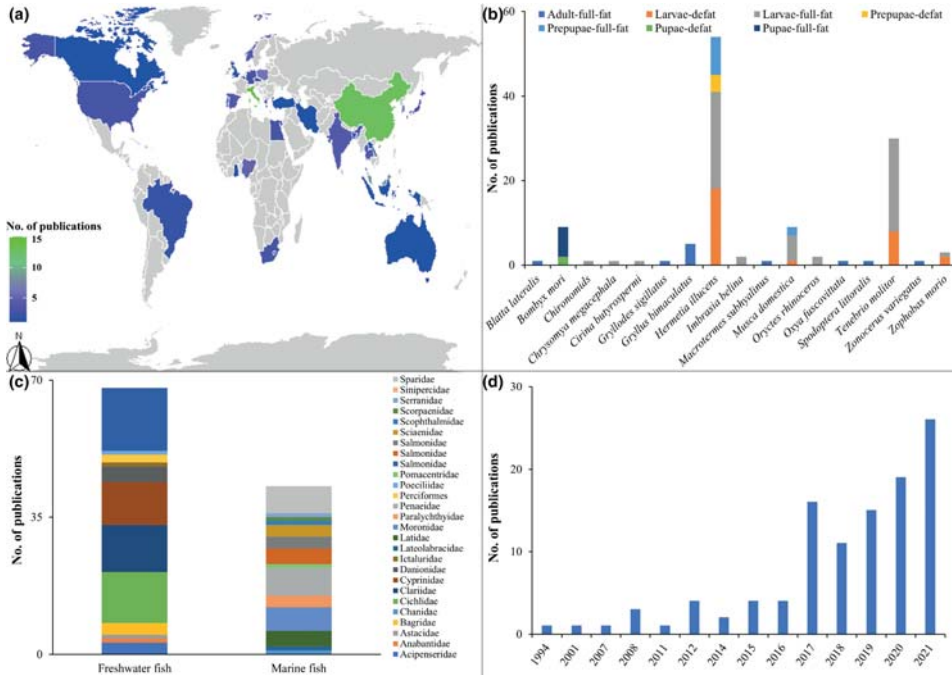 (a)
No. of publications
15
10
5
N
(b)
60
40
20
0
No. of publications
Adult-full-fat
Larvae-defat
Larvae-full-fat
Prepupae-defat
Prepupae-full-fat
Pupae-defat
Pupae-full-fat
Blatta lateralis
Bombyx mori
Chironomids
Chrysomya megacephala
Cirina butyrospermi
Gryllodes sigillatus
Gryllus bimaculatus
Hermetia illucens
Imbrasia belina
Macrotermes subhyalinus
Musca domestica
Oryctes rhinoceros
Oxya fuscovittata
Spodoptera littoralis
Tenebrio molitor
Zonocerus variegatus
Zophobas morio
(c)
70
35
0
No. of publications
Freshwater fish
Marine fish
Sparidae
Sinipercidae
Serranidae
Scorpaenidae
Scophthalmidae
Sciaenidae
Salmonidae
Salmonidae
Salmonidae
Pomacentridae
Poeciliidae
Perciformes
Penaeidae
Paralychthyidae
Moronidae
Latidae
Lateolabracidae
Ictaluridae
Danionidae
Cyprinidae
Clariidae
Cichlidae
Chanidae
Bagridae
Astacidae
Anabantidae
Acipenseridae
(d)
30
20
10
0
No. of publications
1994
2001
2007
2008
2011
2012
2014
2015
2016
2017
2018
2019
2020
2021